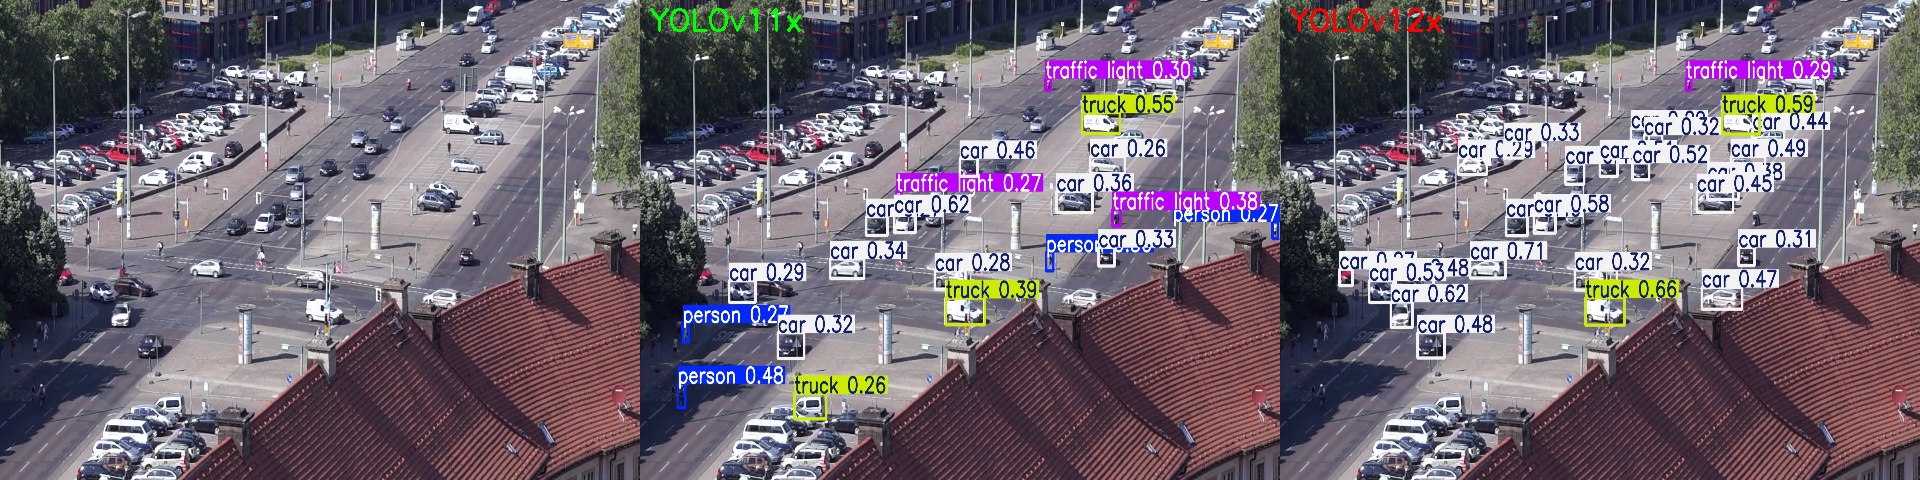 YOLOv11x
traffic light 0.30
truck 0.55
car 0.46
car 0.26
traffic light 0.27
car 0.36
traffic light 0.38
car
car 0.62
person 0.27
person
car 0.33
car 0.34
car 0.29
car 0.28
truck 0.39
person 0.27
car 0.32
person 0.48
truck 0.26
YOLOv12x
traffic light 0.29
truck 0.59
car 0.33
car 0.32
car 0.44
car 0.29
car
car 0.52
car 0.49
car 0.45
car
car 0.58
car 0.31
car 0.71
car 0.53
car 0.32
car 0.47
car 0.62
truck 0.66
car 0.48